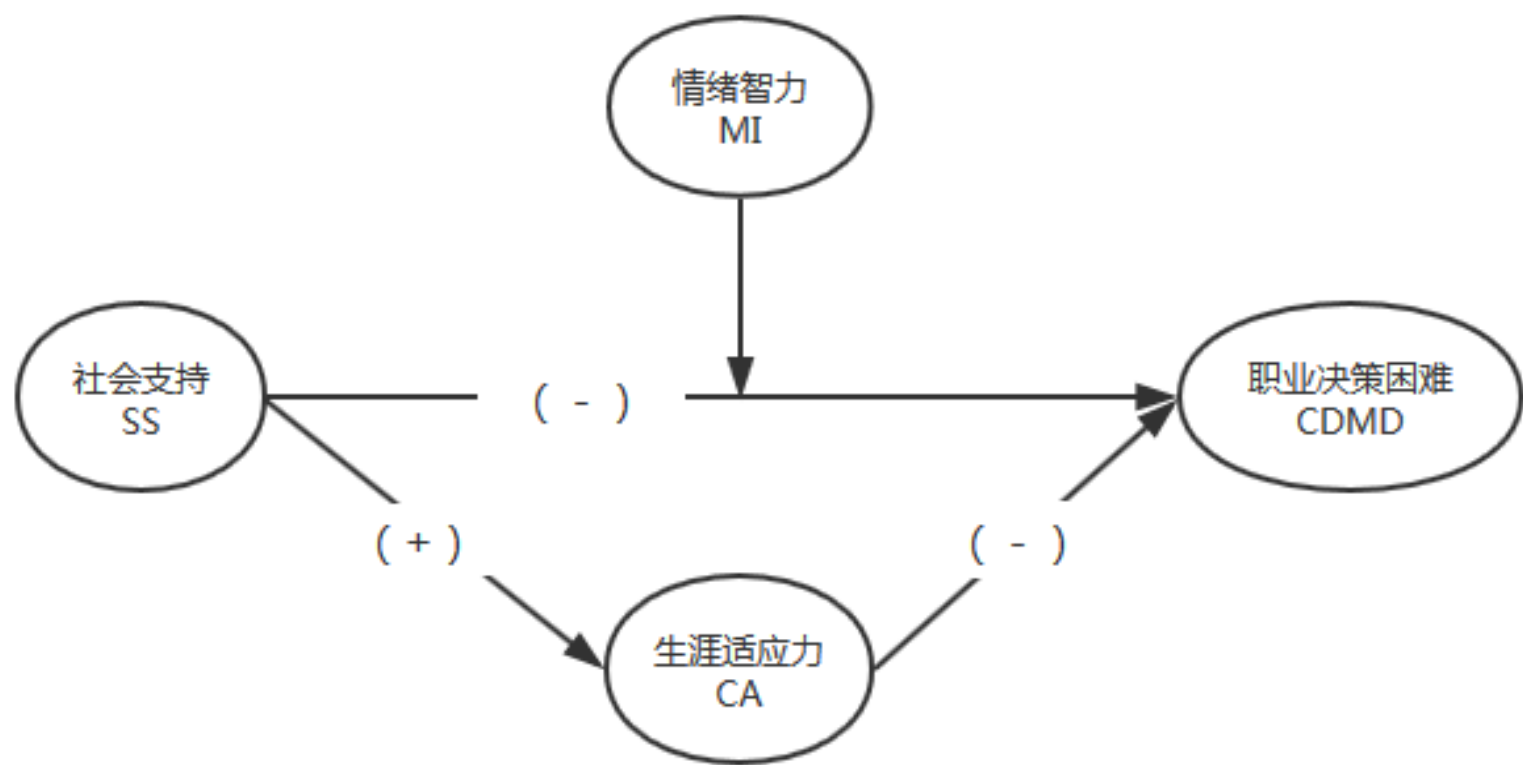 情绪智力
MI
社会支持
SS
( - )
职业决策困难
CDMD
( + )
( - )
生涯适应力
CA